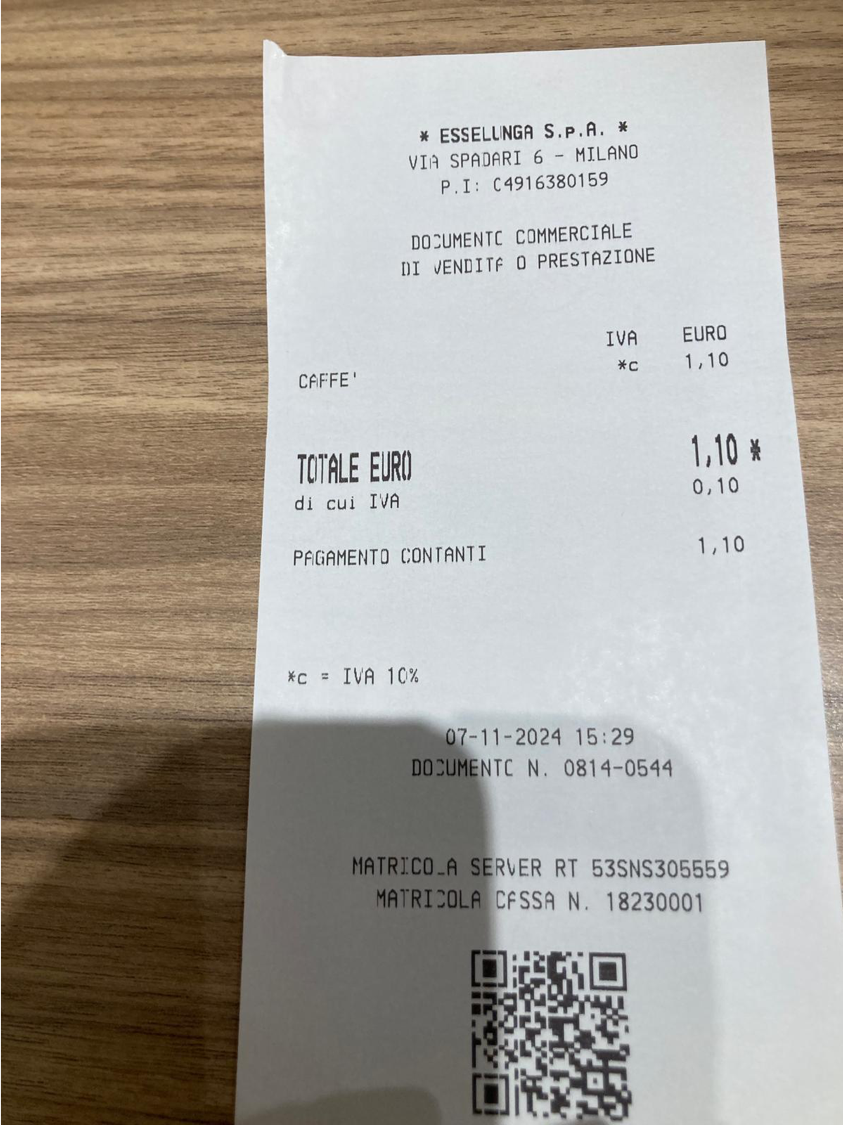 * ESSELUNGA S.p.A. *
VIA SPADARI 6 - MILANO
P.I: 04916380159
DOCUMENTO COMMERCIALE
DI VENDITA O PRESTAZIONE
IVA EURO
CAFFE' *c 1,10
TOTALE EURO 1,10 *
di cui IVA 0,10
PAGAMENTO CONTANTI 1,10
*c = IVA 10%
07-11-2024 15:29
DOCUMENTO N. 0814-0544
MATRICOLA SERVER RT 53SNS305559
MATRICOLA CASSA N. 18230001